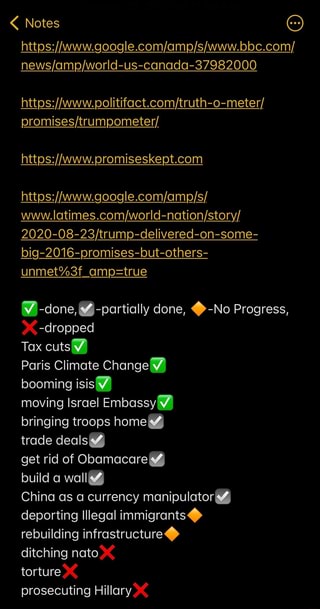 Notes
https://www.google.com/amp/s/www.bbc.com/
news/amp/world-us-canada-37982000
https://www.politifact.com/truth-o-meter/
promises/trumpometer/
https://www.promiseskept.com
https://www.google.com/amp/s/
www.latimes.com/world-nation/story/
2020-08-23/trump-delivered-on-some-
big-2016-promises-but-others-
unmet%3f_amp=true
✅-done,☑️-partially done, 🔶-No Progress,
❌-dropped
Tax cuts✅
Paris Climate Change✅
booming isis✅
moving Israel Embassy✅
bringing troops home☑️
trade deals☑️
get rid of Obamacare☑️
build a wall☑️
China as a currency manipulator☑️
deporting Illegal immigrants🔶
rebuilding infrastructure🔶
ditching nato❌
torture❌
prosecuting Hillary❌